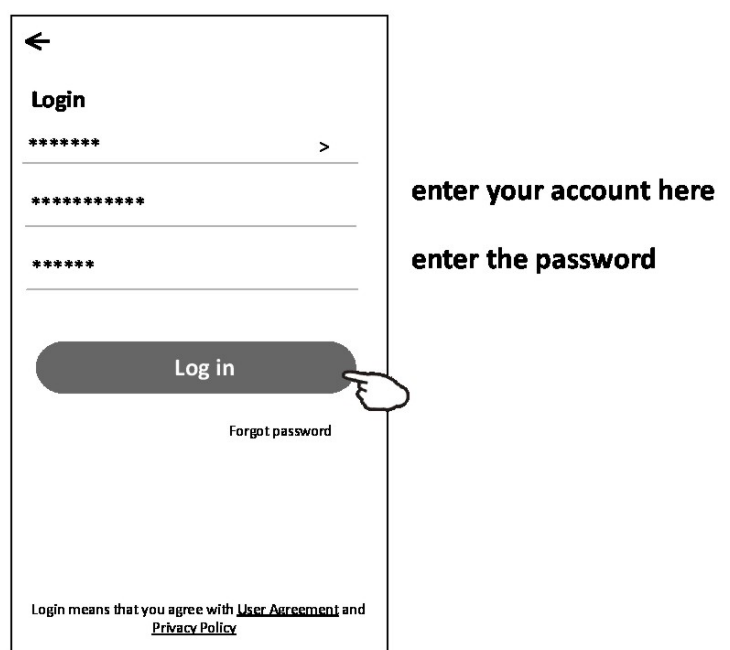 ←
Login
******* >
***********
enter your account here
******
enter the password
Log in
Forgot password
Login means that you agree with User Agreement and
Privacy Policy